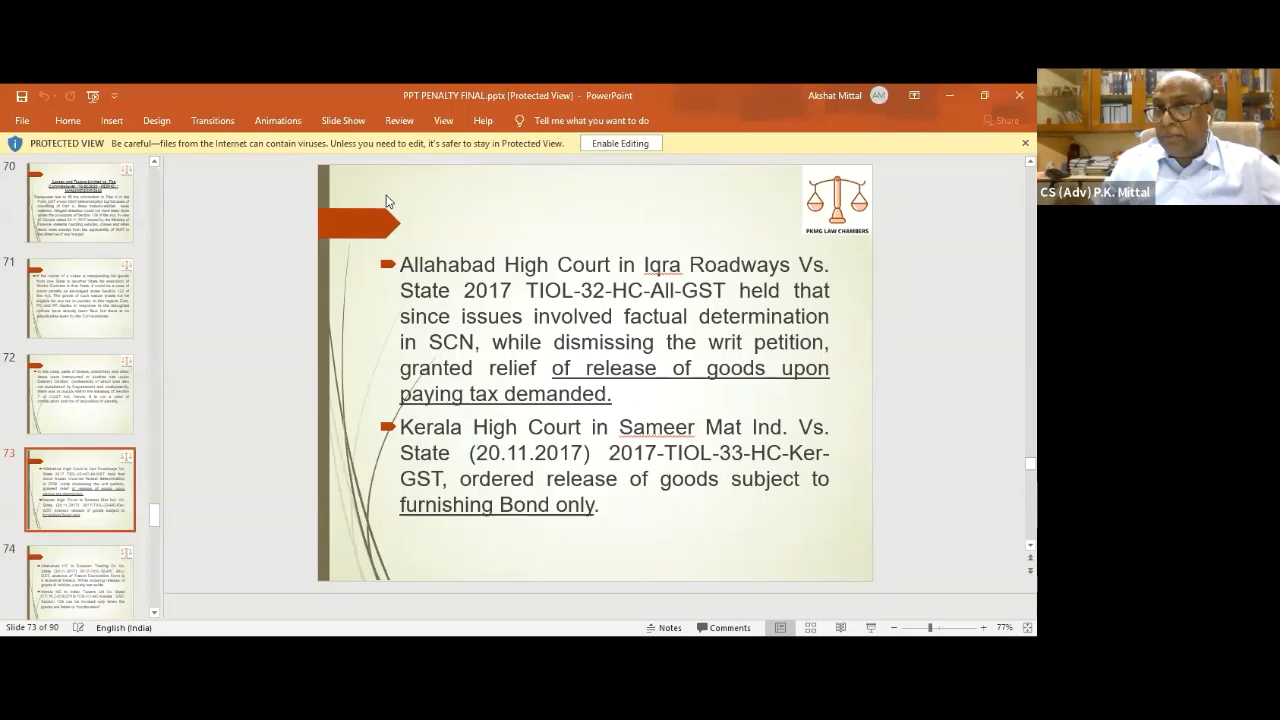 PPT PENALTY FINAL.pptx [Protected View] - PowerPoint
Akshat Mittal
AM
File Home Insert Design Transitions Animations Slide Show Review View Help Tell me what you want to do
Share
PROTECTED VIEW Be careful—files from the Internet can contain viruses. Unless you need to edit, it's safer to stay in Protected View.
Enable Editing
CS (Adv) P.K. Mittal
70
71
72
73
74
PKMG LAW CHAMBERS
Allahabad High Court in Iqra Roadways Vs.
State 2017 TIOL-32-HC-All-GST held that
since issues involved factual determination
in SCN, while dismissing the writ petition,
granted relief of release of goods upon
paying tax demanded.
Kerala High Court in Sameer Mat Ind. Vs.
State (20.11.2017) 2017-TIOL-33-HC-Ker-
GST, ordered release of goods subject to
furnishing Bond only.
Slide 73 of 90
English (India)
Notes
Comments
77%